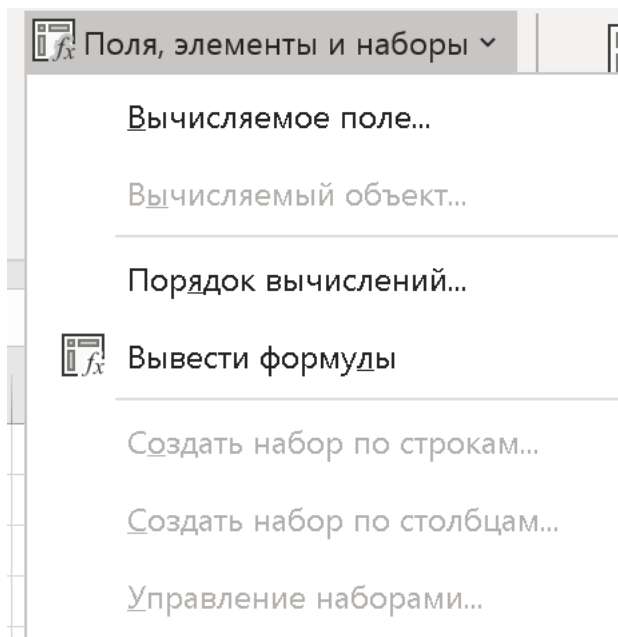 Поля, элементы и наборы
Вычисляемое поле...
Вычисляемый объект...
Порядок вычислений...
Вывести формулы
Создать набор по строкам...
Создать набор по столбцам...
Управление наборами...